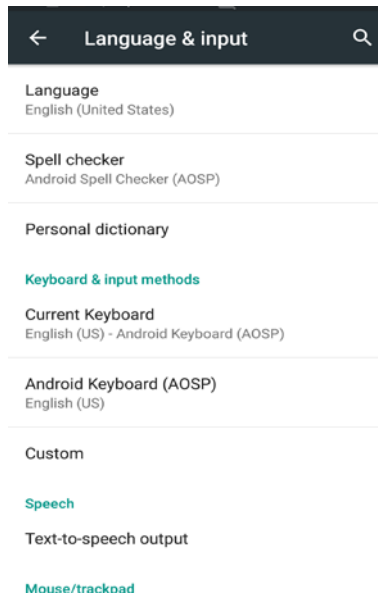 Language & input
Language
English (United States)
Spell checker
Android Spell Checker (AOSP)
Personal dictionary
Keyboard & input methods
Current Keyboard
English (US) - Android Keyboard (AOSP)
Android Keyboard (AOSP)
English (US)
Custom
Speech
Text-to-speech output
Mouse/trackpad